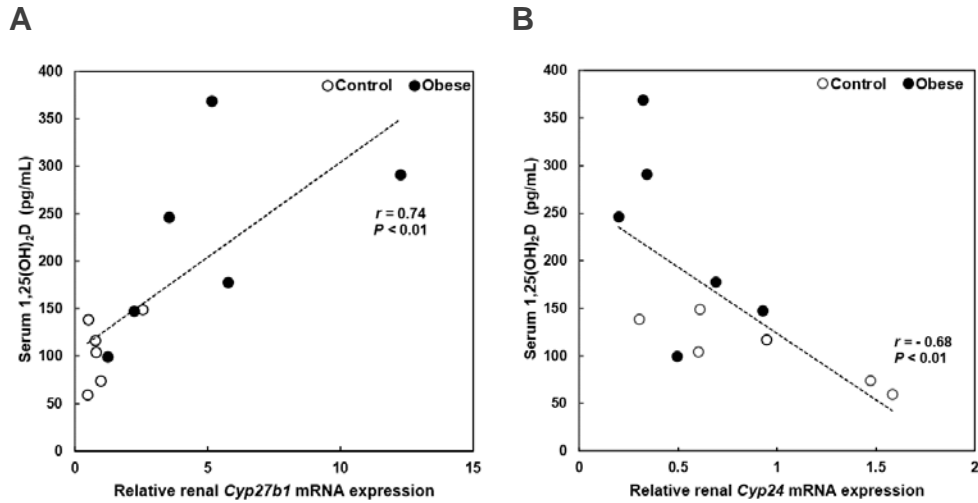 A
400
350
300
250
200
150
100
50
0
Serum 1,25(OH)₂D (pg/mL)
○Control ●Obese
r = 0.74
P < 0.01
0 5 10 15
Relative renal Cyp27b1 mRNA expression
B
400
350
300
250
200
150
100
50
0
Serum 1,25(OH)₂D (pg/mL)
○Control ●Obese
r = - 0.68
P < 0.01
0 0.5 1 1.5 2
Relative renal Cyp24 mRNA expression